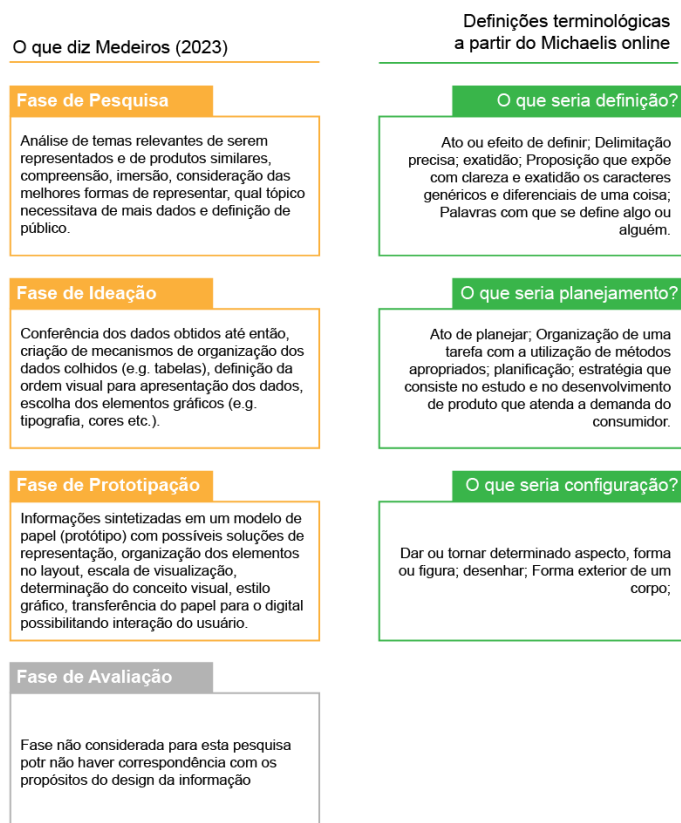 O que diz Medeiros (2023)
Definições terminológicas
a partir do Michaelis online
Fase de Pesquisa
Análise de temas relevantes de serem
representados e de produtos similares,
compreensão, imersão, consideração das
melhores formas de representar, qual tópico
necessitava de mais dados e definição de
público.
O que seria definição?
Ato ou efeito de definir; Delimitação
precisa; exatidão; Proposição que expõe
com clareza e exatidão os caracteres
genéricos e diferenciais de uma coisa;
Palavras com que se define algo ou
alguém.
Fase de Ideação
Conferência dos dados obtidos até então,
criação de mecanismos de organização dos
dados colhidos (e.g. tabelas), definição da
ordem visual para apresentação dos dados,
escolha dos elementos gráficos (e.g.
tipografia, cores etc.).
O que seria planejamento?
Ato de planejar; Organização de uma
tarefa com a utilização de métodos
apropriados; planificação; estratégia que
consiste no estudo e no desenvolvimento
de produto que atenda a demanda do
consumidor.
Fase de Prototipação
Informações sintetizadas em um modelo de
papel (protótipo) com possíveis soluções de
representação, organização dos elementos
no layout, escala de visualização,
determinação do conceito visual, estilo
gráfico, transferência do papel para o digital
possibilitando interação do usuário.
O que seria configuração?
Dar ou tornar determinado aspecto, forma
ou figura; desenhar; Forma exterior de um
corpo;
Fase de Avaliação
Fase não considerada para esta pesquisa
potr não haver correspondência com os
propósitos do design da informação